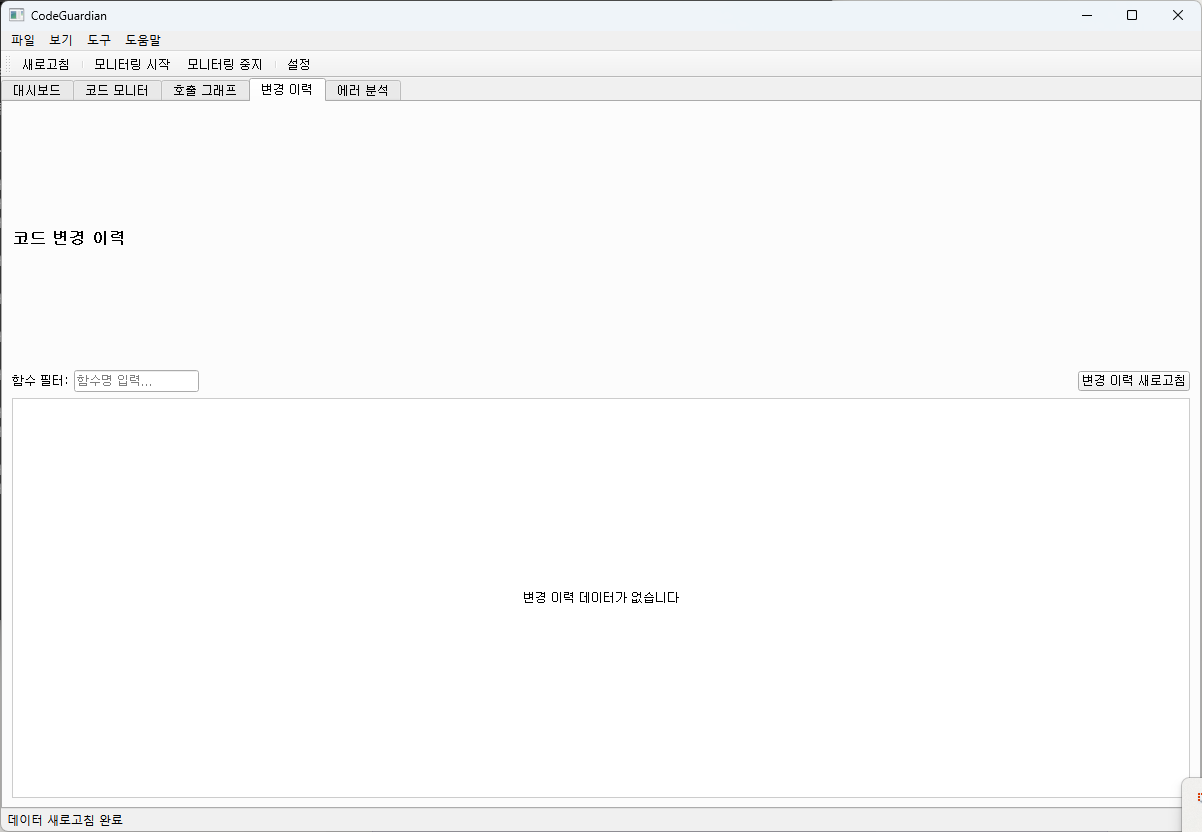 CodeGuardian
파일 보기 도구 도움말
새로고침 모니터링 시작 모니터링 중지 설정
대시보드 코드 모니터 호출 그래프 변경 이력 에러 분석
코드 변경 이력
함수 필터: 함수명 입력... 변경 이력 새로고침
변경 이력 데이터가 없습니다
데이터 새로고침 완료